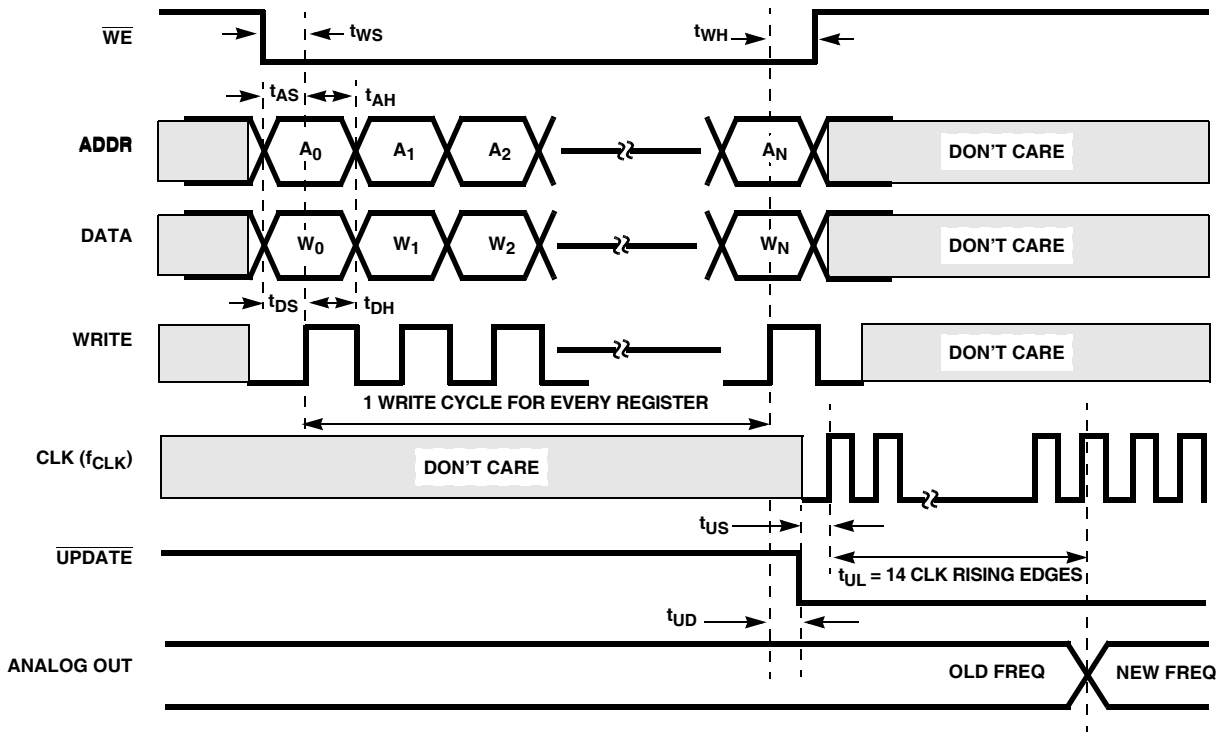 WE
tWS
tWH
tAS
tAH
ADDR
A0
A1
A2
AN
DON'T CARE
DATA
W0
W1
W2
WN
DON'T CARE
tDS
tDH
WRITE
DON'T CARE
1 WRITE CYCLE FOR EVERY REGISTER
CLK (fCLK)
DON'T CARE
tUS
UPDATE
tUL = 14 CLK RISING EDGES
tUD
ANALOG OUT
OLD FREQ
NEW FREQ